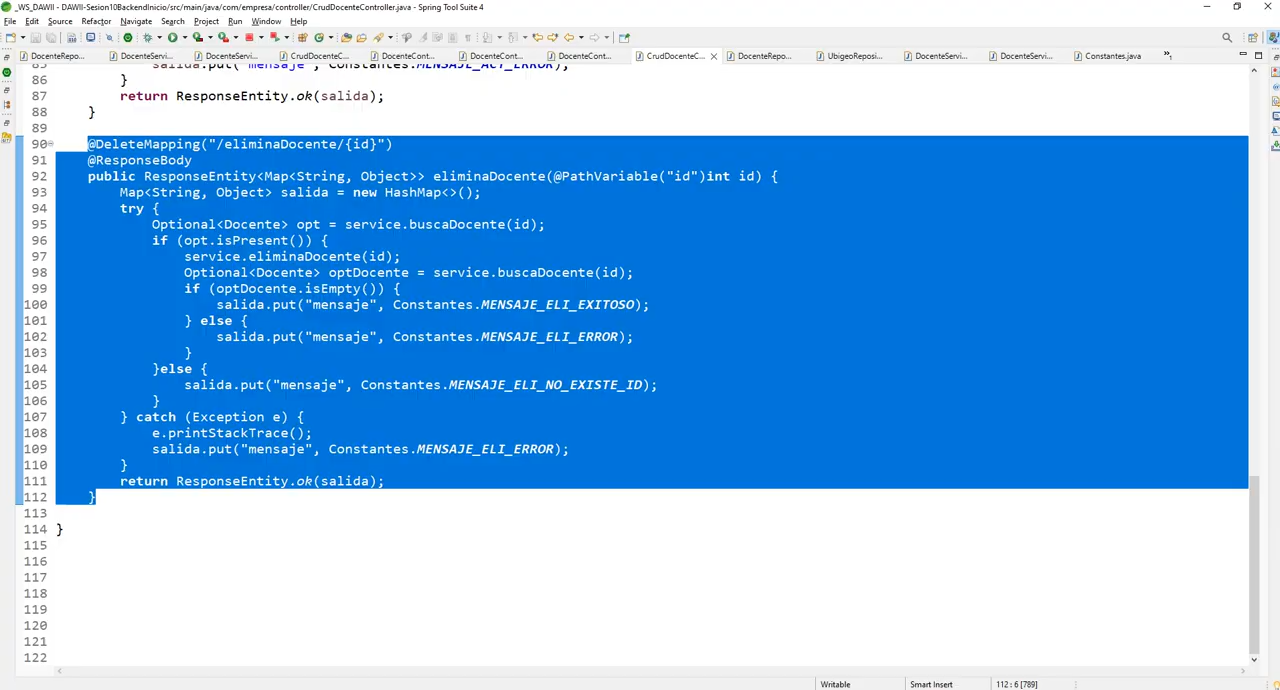 _WS_DAWII - DAWII-Sesion10BackendInicio/src/main/java/com/empresa/controller/CrudDocenteController.java - Spring Tool Suite 4
File Edit Source Refactor Navigate Search Project Run Window Help
DocenteRepo... DocenteServi... DocenteServi... CrudDocenteC... DocenteCont... DocenteCont... DocenteCont... CrudDocenteC... DocenteRepo... UbigeoReposi... DocenteServi... DocenteServi... Constantes.java
85 salida.put("mensaje", Constantes.MENSAJE_ACT_ERROR);
86 }
87 return ResponseEntity.ok(salida);
88 }
89
90 @DeleteMapping("/eliminaDocente/{id}")
91 @ResponseBody
92 public ResponseEntity<Map<String, Object>> eliminaDocente(@PathVariable("id")int id) {
93 Map<String, Object> salida = new HashMap<>();
94 try {
95 Optional<Docente> opt = service.buscaDocente(id);
96 if (opt.isPresent()) {
97 service.eliminaDocente(id);
98 Optional<Docente> optDocente = service.buscaDocente(id);
99 if (optDocente.isEmpty()) {
100 salida.put("mensaje", Constantes.MENSAJE_ELI_EXITOSO);
101 } else {
102 salida.put("mensaje", Constantes.MENSAJE_ELI_ERROR);
103 }
104 }else {
105 salida.put("mensaje", Constantes.MENSAJE_ELI_NO_EXISTE_ID);
106 }
107 } catch (Exception e) {
108 e.printStackTrace();
109 salida.put("mensaje", Constantes.MENSAJE_ELI_ERROR);
110 }
111 return ResponseEntity.ok(salida);
112 }
113
114 }
115
116
117
118
119
120
121
122
Writable Smart Insert 112 : 6 [789]